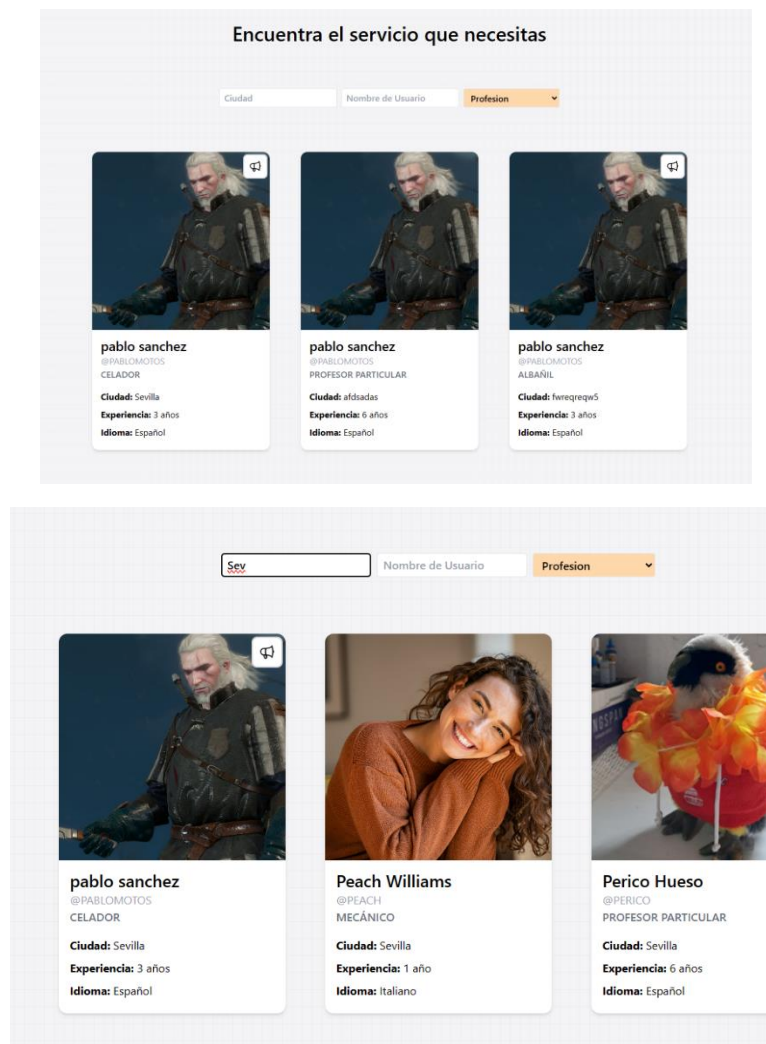 Encuentra el servicio que necesitas
Ciudad Nombre de Usuario Profesion
pablo sanchez
@PABLOMOTOS
CELADOR
Ciudad: Sevilla
Experiencia: 3 años
Idioma: Español
pablo sanchez
@PABLOMOTOS
PROFESOR PARTICULAR
Ciudad: afdsadas
Experiencia: 6 años
Idioma: Español
pablo sanchez
@PABLOMOTOS
ALBAÑIL
Ciudad: fwreqreqw5
Experiencia: 3 años
Idioma: Español
Sev Nombre de Usuario Profesion
pablo sanchez
@PABLOMOTOS
CELADOR
Ciudad: Sevilla
Experiencia: 3 años
Idioma: Español
Peach Williams
@PEACH
MECÁNICO
Ciudad: Sevilla
Experiencia: 1 año
Idioma: Italiano
Perico Hueso
@PERICO
PROFESOR PARTICULAR
Ciudad: Sevilla
Experiencia: 6 años
Idioma: Español